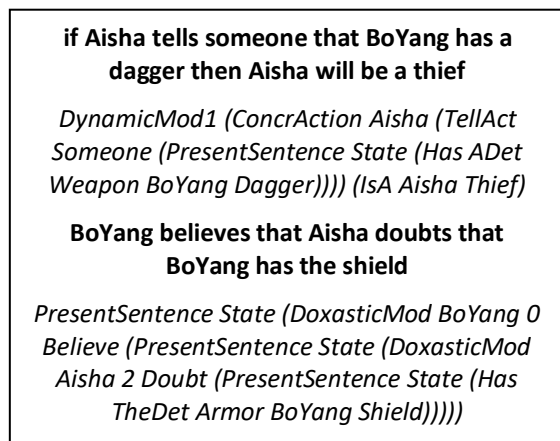 if Aisha tells someone that BoYang has a
dagger then Aisha will be a thief
DynamicMod1 (ConcrAction Aisha (TellAct
Someone (PresentSentence State (Has ADet
Weapon BoYang Dagger)))) (IsA Aisha Thief)
BoYang believes that Aisha doubts that
BoYang has the shield
PresentSentence State (DoxasticMod BoYang 0
Believe (PresentSentence State (DoxasticMod
Aisha 2 Doubt (PresentSentence State (Has
TheDet Armor BoYang Shield)))))